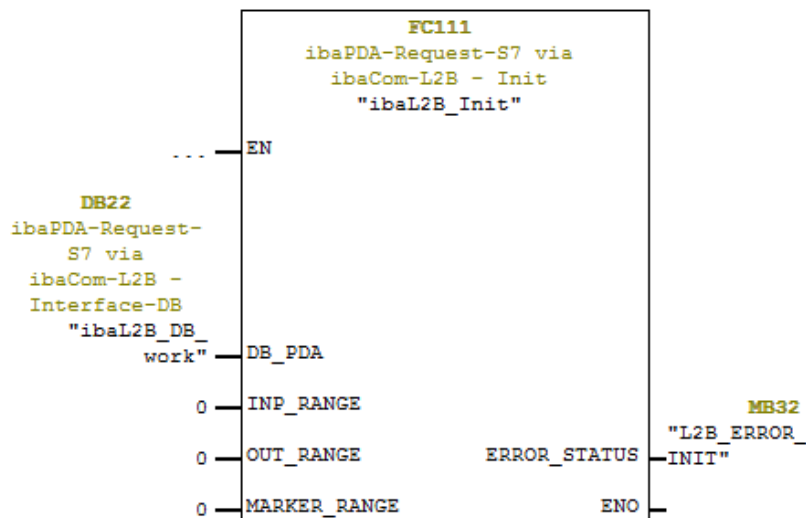 FC111
ibaPDA-Request-S7 via
ibaCom-L2B - Init
"ibaL2B_Init"
... EN
DB22
ibaPDA-Request-
S7 via
ibaCom-L2B -
Interface-DB
"ibaL2B_DB_
work" DB_PDA
0 INP_RANGE
MB32
"L2B_ERROR_
0 OUT_RANGE ERROR_STATUS INIT"
0 MARKER_RANGE ENO